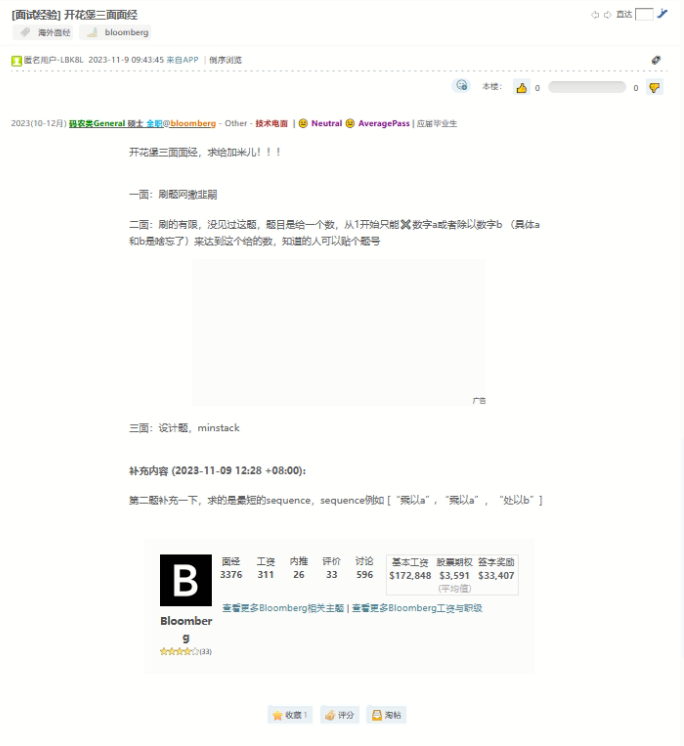 [面试经验] 开花堡三面面经
直达
海外面经 bloomberg
匿名用户-LBK8L 2023-11-9 09:43:45 来自APP | 倒序浏览
本楼: 0 0
2023(10-12月) 码农类General 硕士 全职@bloomberg - Other - 技术电面 | Neutral AveragePass | 应届毕业生
开花堡三面面经，求给加米儿！！！
一面：刷题网撒韭嗣
二面：刷的有限，没见过这题，题目是给一个数，从1开始只能✖数字a或者除以数字b （具体a
和b是啥忘了）来达到这个给的数，知道的人可以贴个题号
广告
三面：设计题，minstack
补充内容 (2023-11-09 12:28 +08:00):
第二题补充一下，求的是最短的sequence，sequence例如 [“乘以a”,“乘以a”,“处以b”]
B
面经 工资 内推 评价 讨论
3376 311 26 33 596
基本工资 股票期权 签字奖励
$172,848 $3,591 $33,407
(平均值)
查看更多Bloomberg相关主题 | 查看更多Bloomberg工资与职级
Bloomber
g
(33)
收藏 1 评分 淘帖